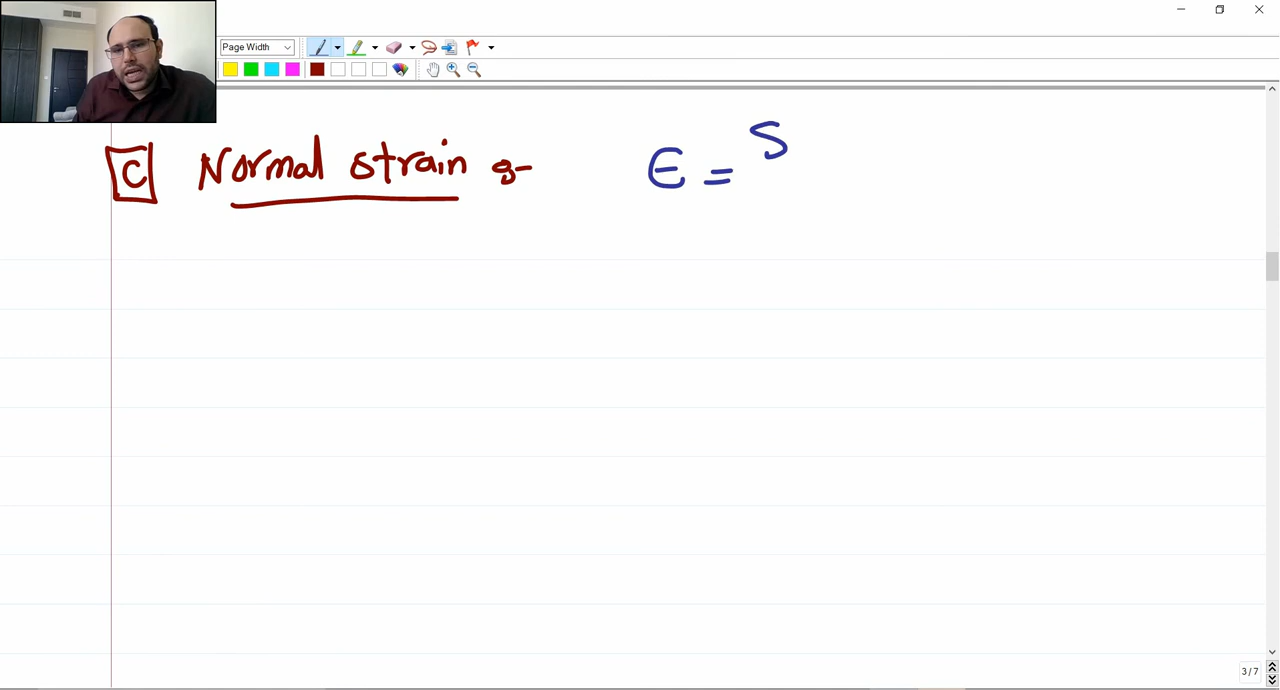 Page Width
C Normal strain :- ϵ = S
3 / 7